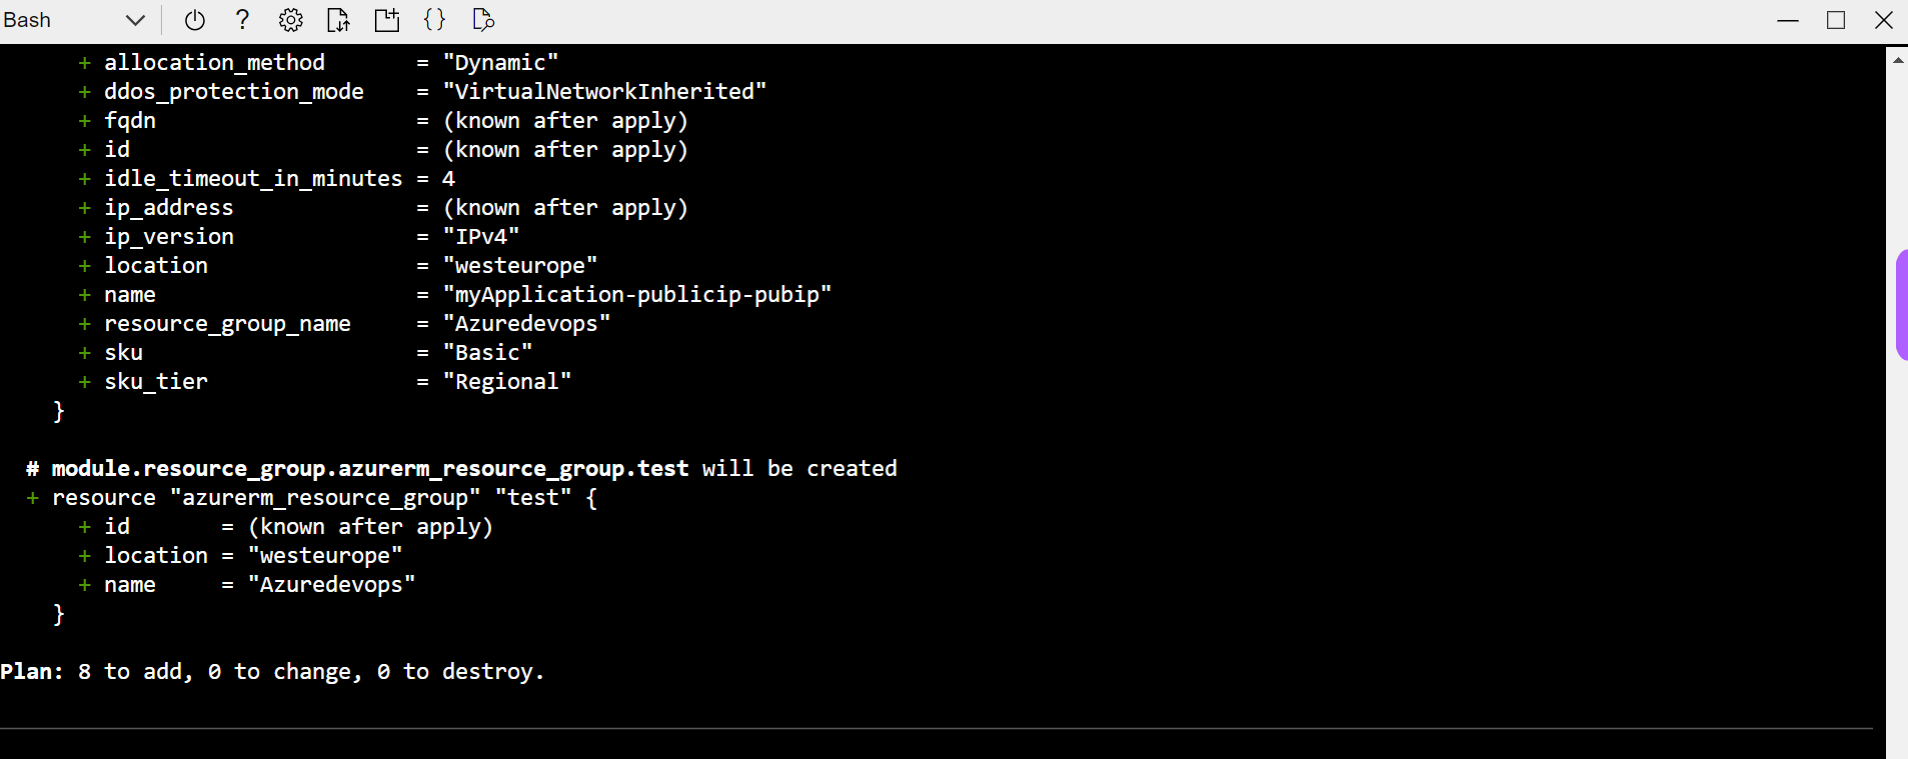 Bash
+ allocation_method       = "Dynamic"
+ ddos_protection_mode    = "VirtualNetworkInherited"
+ fqdn                    = (known after apply)
+ id                      = (known after apply)
+ idle_timeout_in_minutes = 4
+ ip_address              = (known after apply)
+ ip_version              = "IPv4"
+ location                = "westeurope"
+ name                    = "myApplication-publicip-pubip"
+ resource_group_name     = "Azuredevops"
+ sku                     = "Basic"
+ sku_tier                = "Regional"
}
# module.resource_group.azurerm_resource_group.test will be created
+ resource "azurerm_resource_group" "test" {
+ id       = (known after apply)
+ location = "westeurope"
+ name     = "Azuredevops"
}
Plan: 8 to add, 0 to change, 0 to destroy.